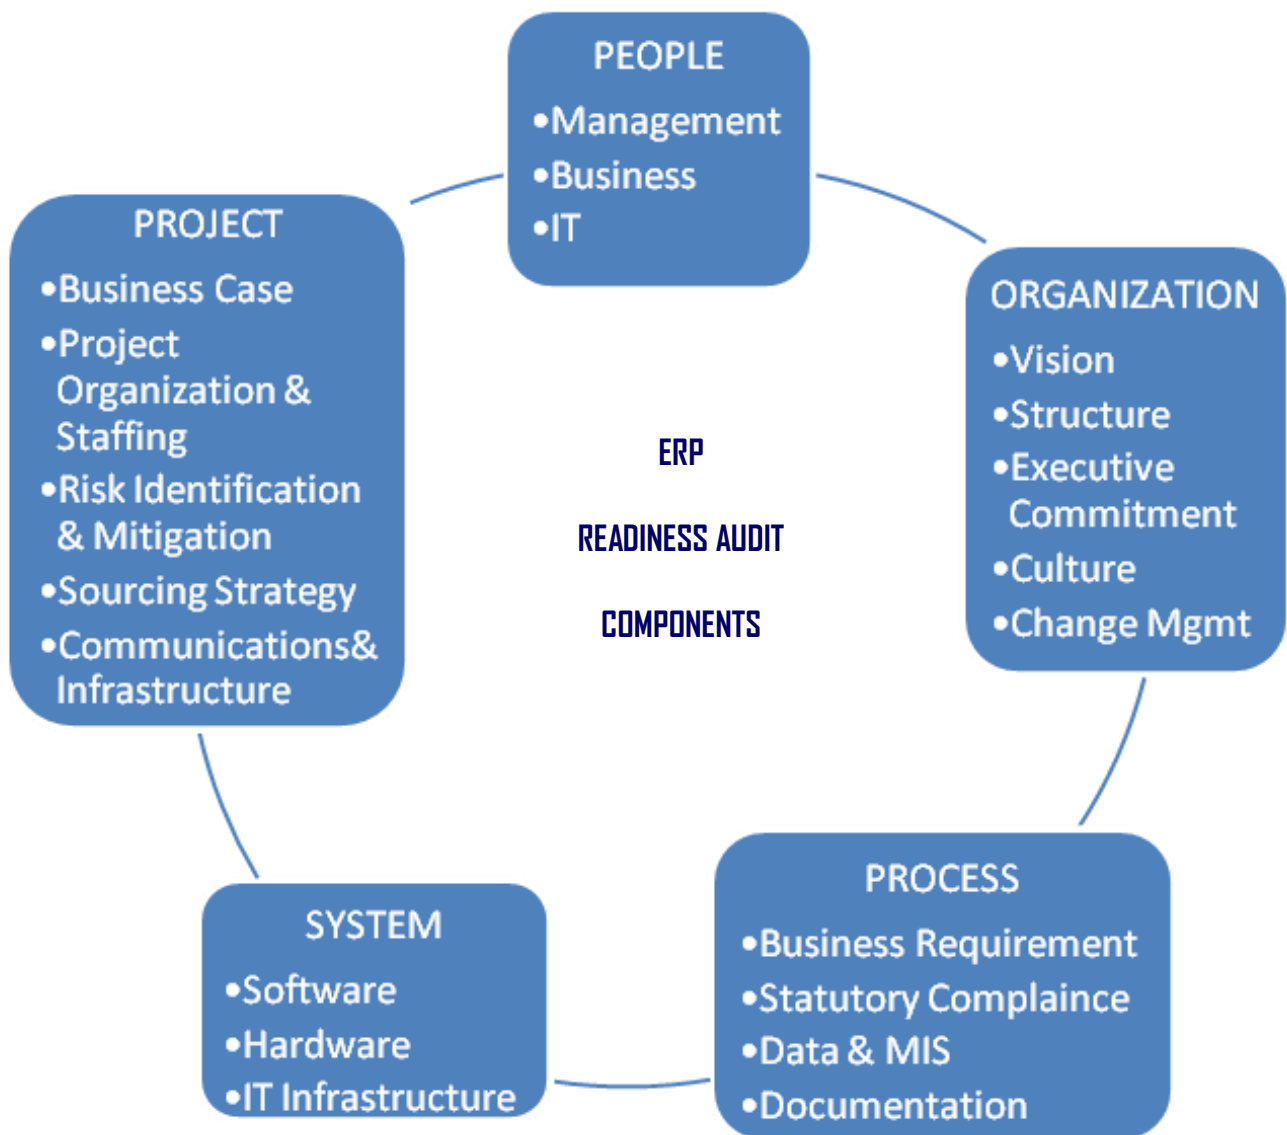 PEOPLE
•Management
•Business
•IT
ORGANIZATION
•Vision
•Structure
•Executive
Commitment
•Culture
•Change Mgmt
PROCESS
•Business Requirement
•Statutory Complaince
•Data & MIS
•Documentation
SYSTEM
•Software
•Hardware
•IT Infrastructure
PROJECT
•Business Case
•Project
Organization &
Staffing
•Risk Identification
& Mitigation
•Sourcing Strategy
•Communications&
Infrastructure
ERP
READINESS AUDIT
COMPONENTS